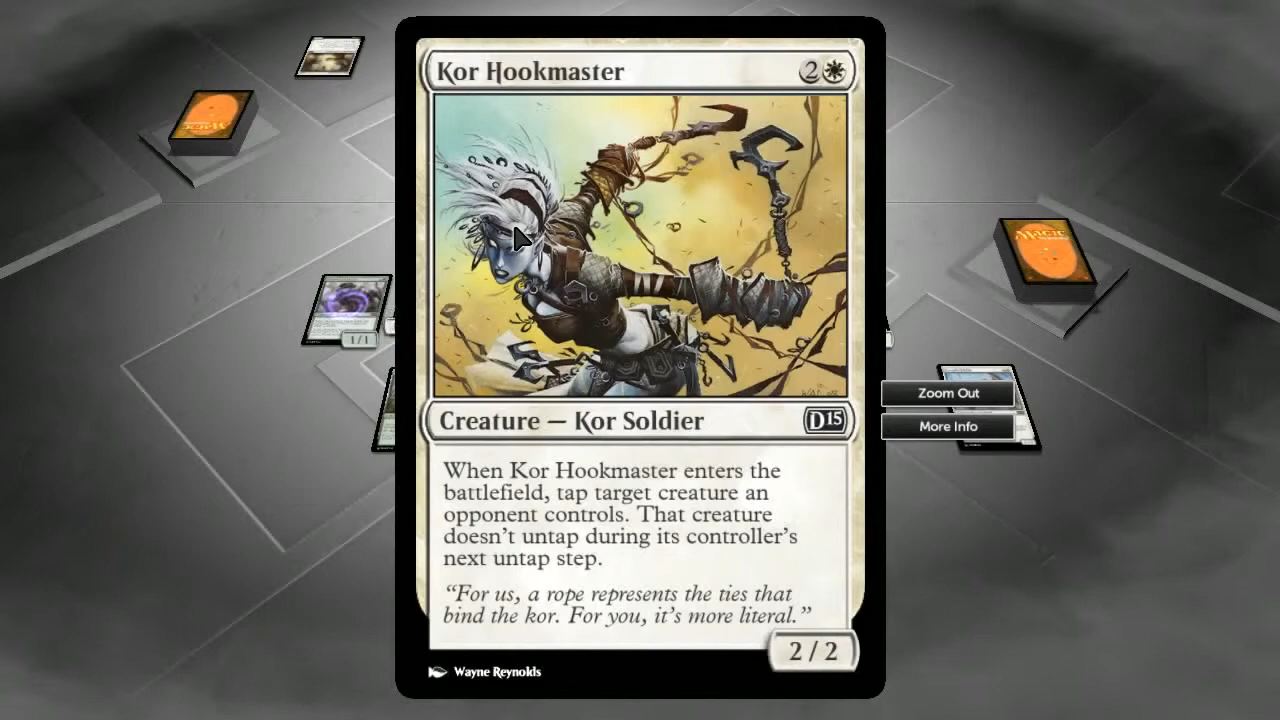 Kor Hookmaster
2
Creature — Kor Soldier
D15
When Kor Hookmaster enters the
battlefield, tap target creature an
opponent controls. That creature
doesn't untap during its controller's
next untap step.
“For us, a rope represents the ties that
bind the kor. For you, it's more literal.”
2 / 2
Wayne Reynolds
Zoom Out
More Info
1/1
Magic